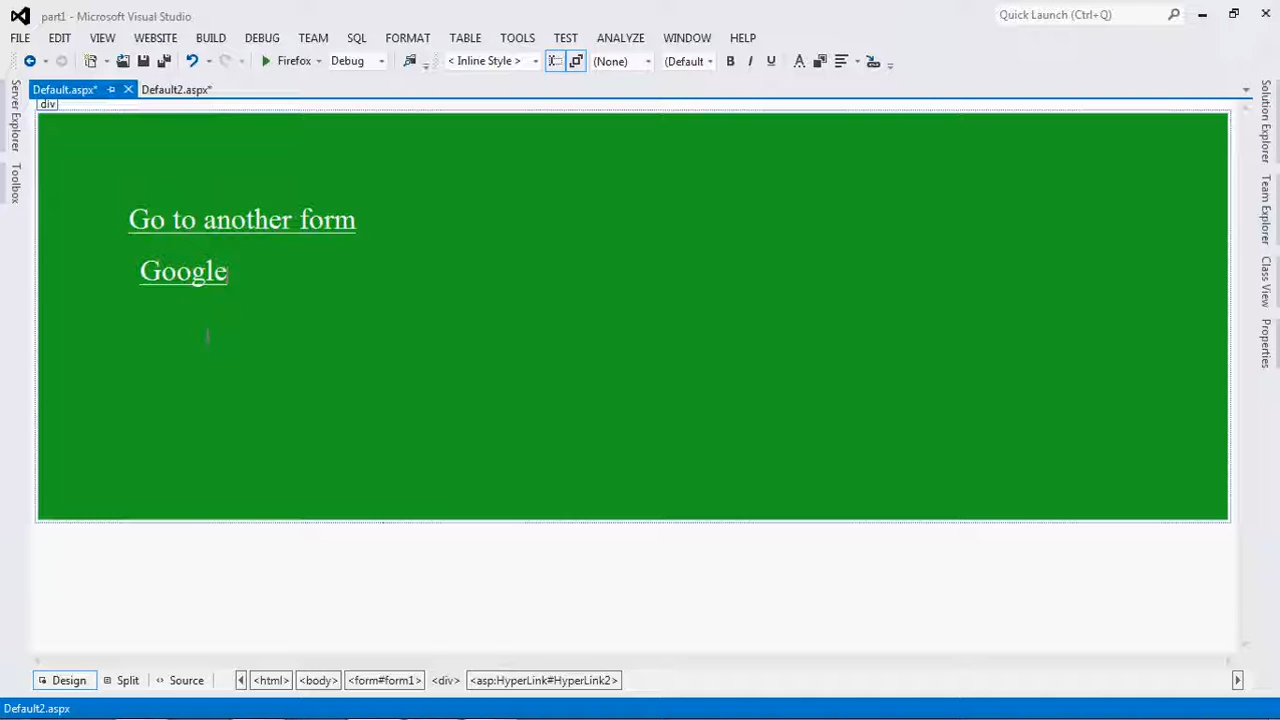 part1 - Microsoft Visual Studio
Quick Launch (Ctrl+Q)
FILE EDIT VIEW WEBSITE BUILD DEBUG TEAM SQL FORMAT TABLE TOOLS TEST ANALYZE WINDOW HELP
Firefox Debug < Inline Style > (None) (Default B I U A
Default.aspx* Default2.aspx*
div
Server Explorer
Toolbox
Go to another form
Google
Solution Explorer
Team Explorer
Class View
Properties
Design Split Source <html> <body> <form#form1> <div> <asp:HyperLink#HyperLink2>
Default2.aspx